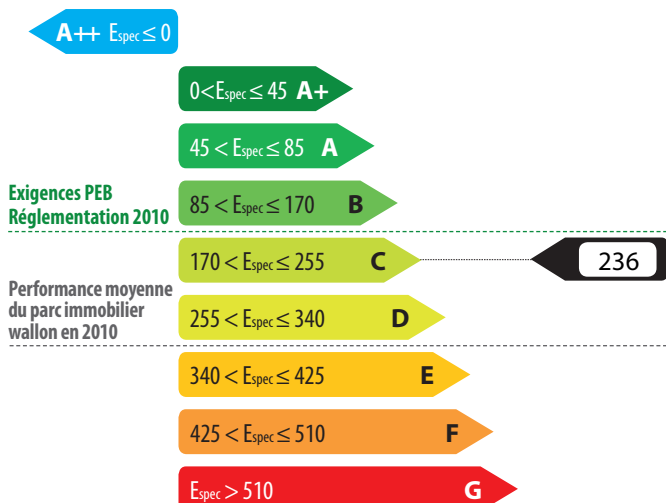 A++ Espec ≤ 0
0<Espec ≤ 45 A+
45 < Espec ≤ 85 A
Exigences PEB
Réglementation 2010
85 < Espec ≤ 170 B
170 < Espec ≤ 255 C
236
Performance moyenne
du parc immobilier
wallon en 2010
255 < Espec ≤ 340 D
340 < Espec ≤ 425 E
425 < Espec ≤ 510 F
Espec > 510 G